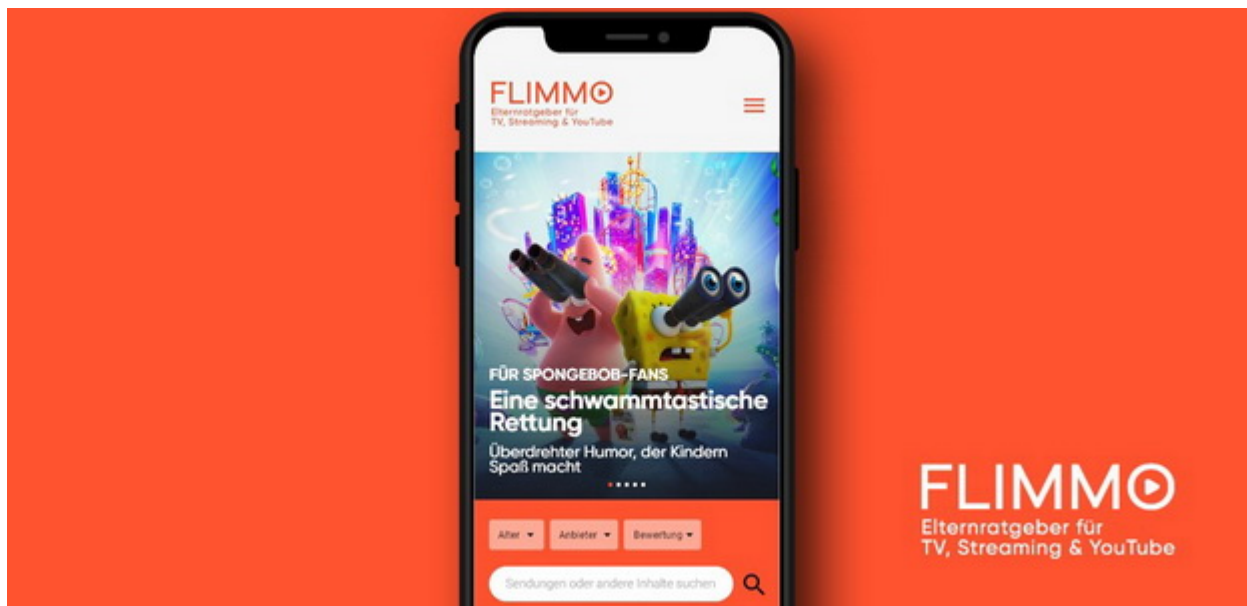 FLIMMO
Elternratgeber für
TV, Streaming & YouTube
FÜR SPONGEBOB-FANS
Eine schwammtastische
Rettung
Überdrehter Humor, der Kindern
Spaß macht
Alter
Anbieter
Bewertung
Sendungen oder andere Inhalte suchen
FLIMMO
Elternratgeber für
TV, Streaming & YouTube